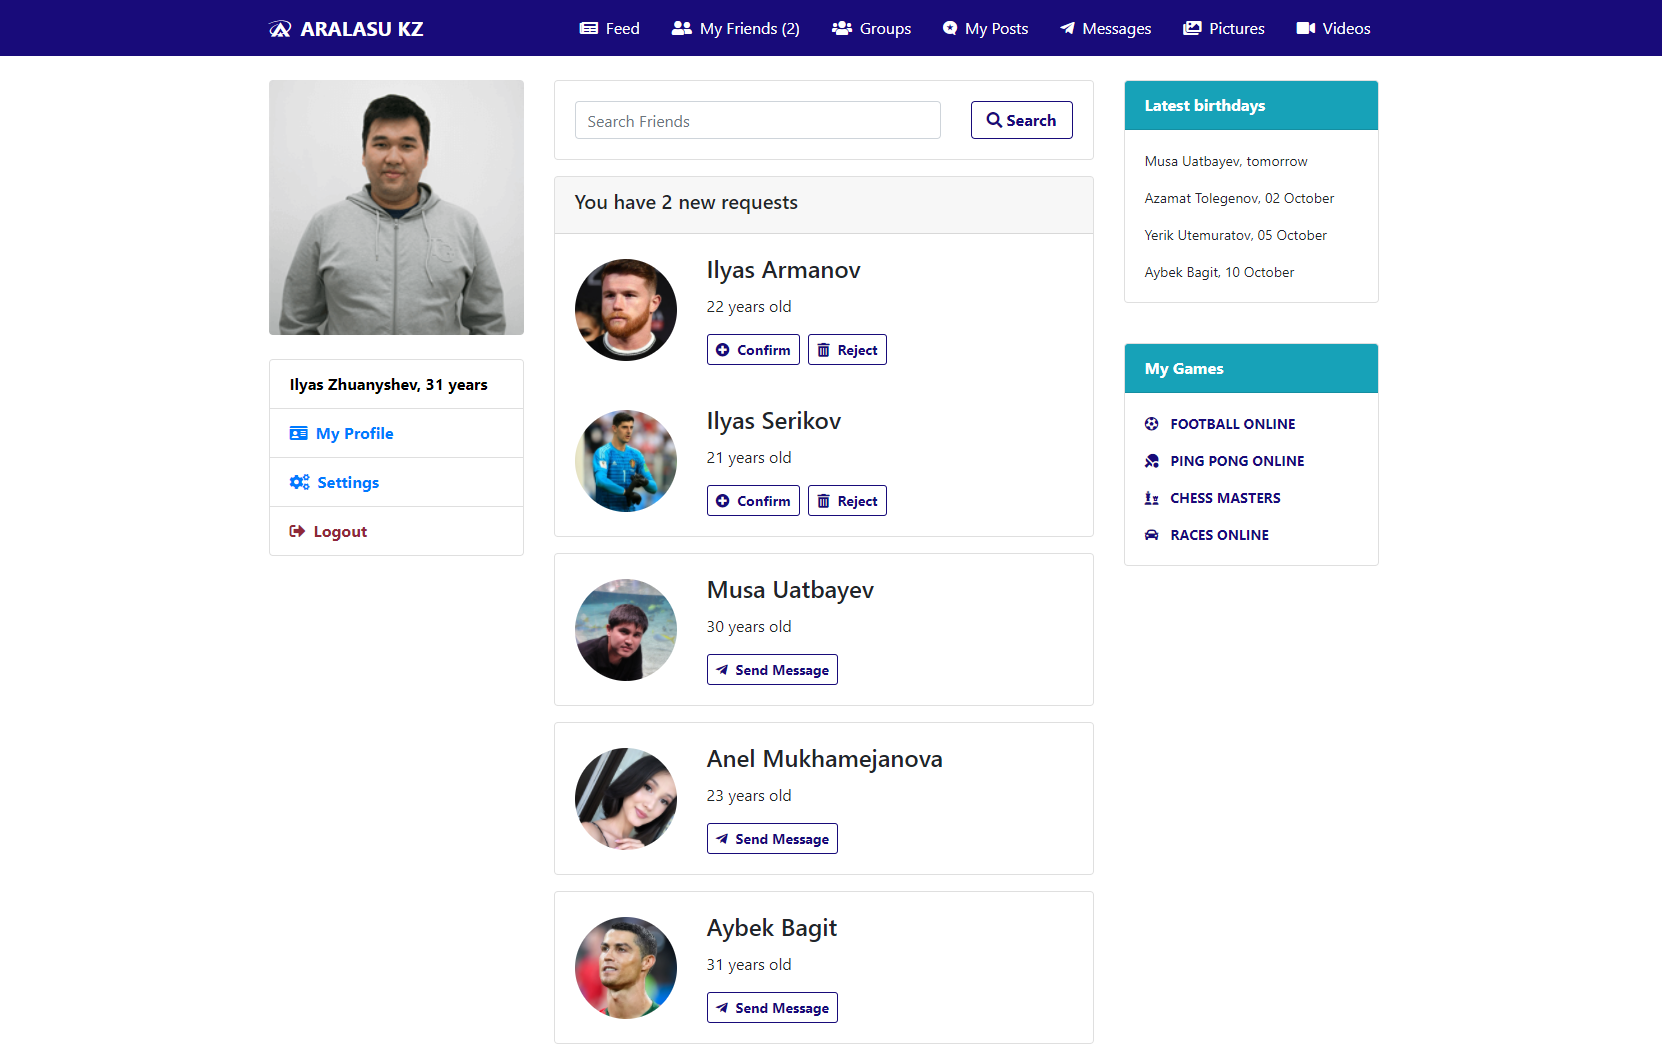 ARALASU KZ
Feed
My Friends (2)
Groups
My Posts
Messages
Pictures
Videos
Ilyas Zhuanyshev, 31 years
My Profile
Settings
Logout
Search Friends
Search
You have 2 new requests
Ilyas Armanov
22 years old
Confirm
Reject
Ilyas Serikov
21 years old
Confirm
Reject
Musa Uatbayev
30 years old
Send Message
Anel Mukhamejanova
23 years old
Send Message
Aybek Bagit
31 years old
Send Message
Latest birthdays
Musa Uatbayev, tomorrow
Azamat Tolegenov, 02 October
Yerik Utemuratov, 05 October
Aybek Bagit, 10 October
My Games
FOOTBALL ONLINE
PING PONG ONLINE
CHESS MASTERS
RACES ONLINE